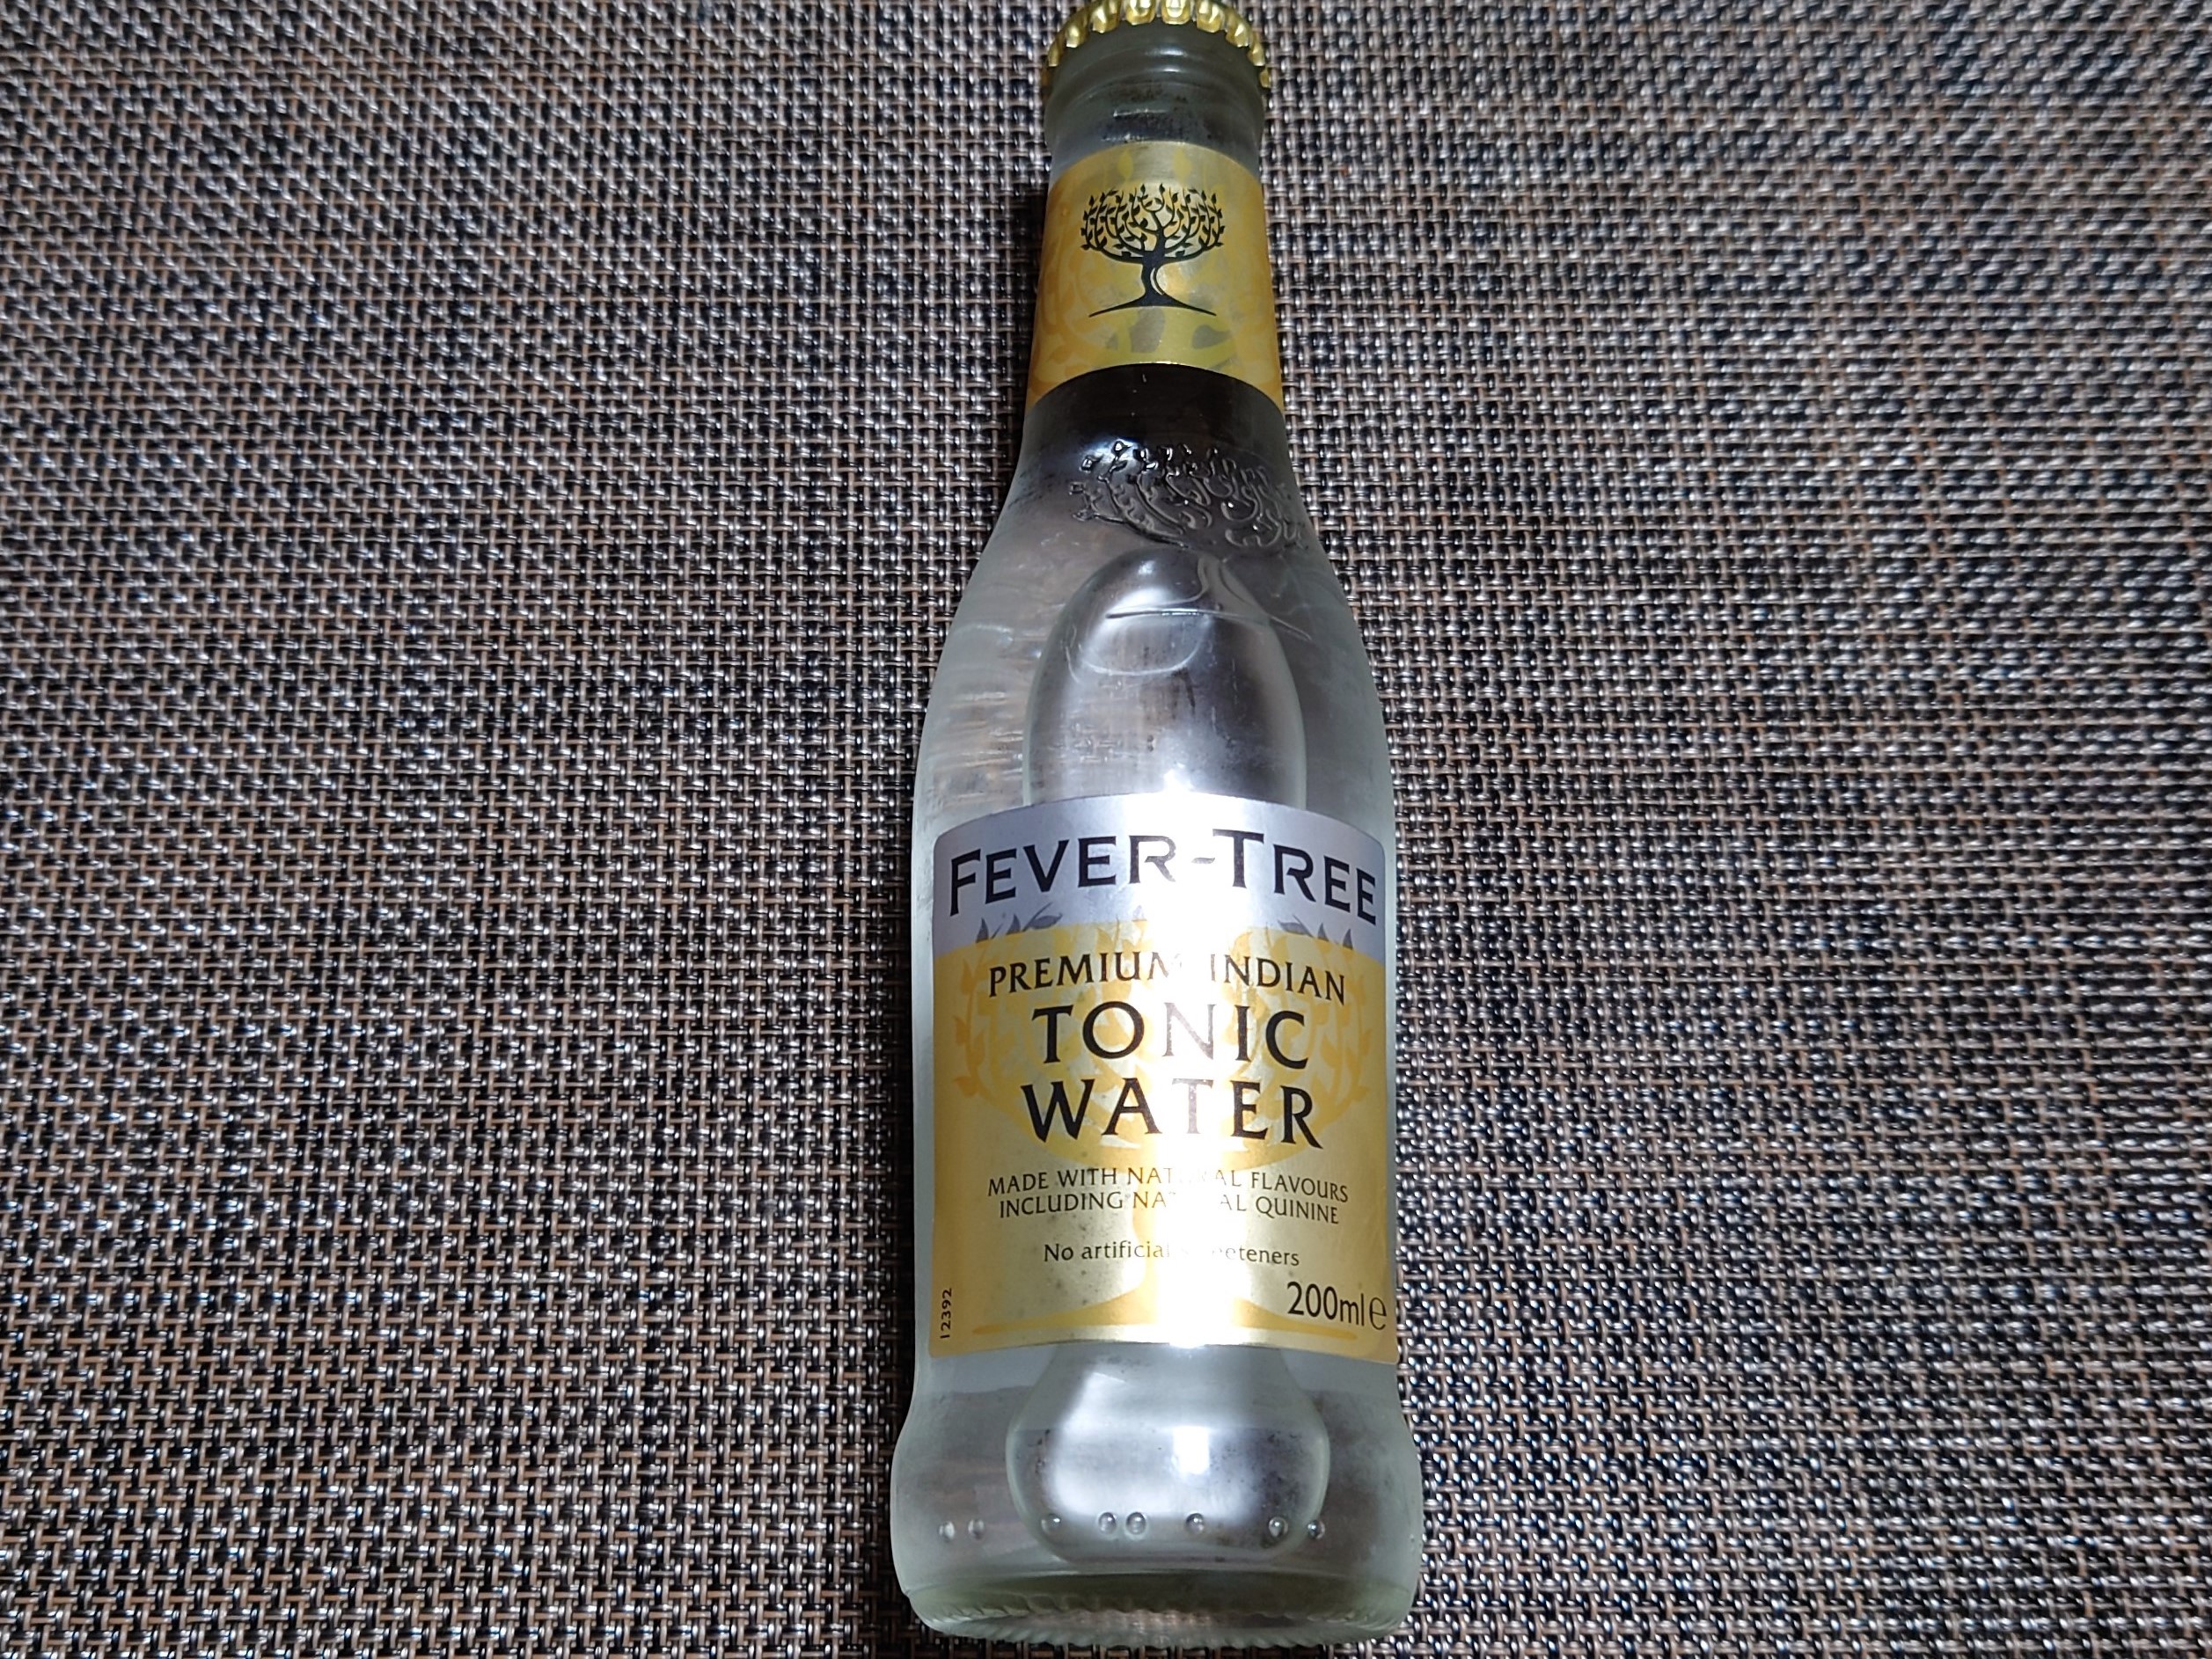 FEVER-TREE
PREMIUM INDIAN
TONIC
WATER
MADE WITH NATURAL FLAVOURS
INCLUDING NATURAL QUININE
No artificial sweeteners
200ml e
12392